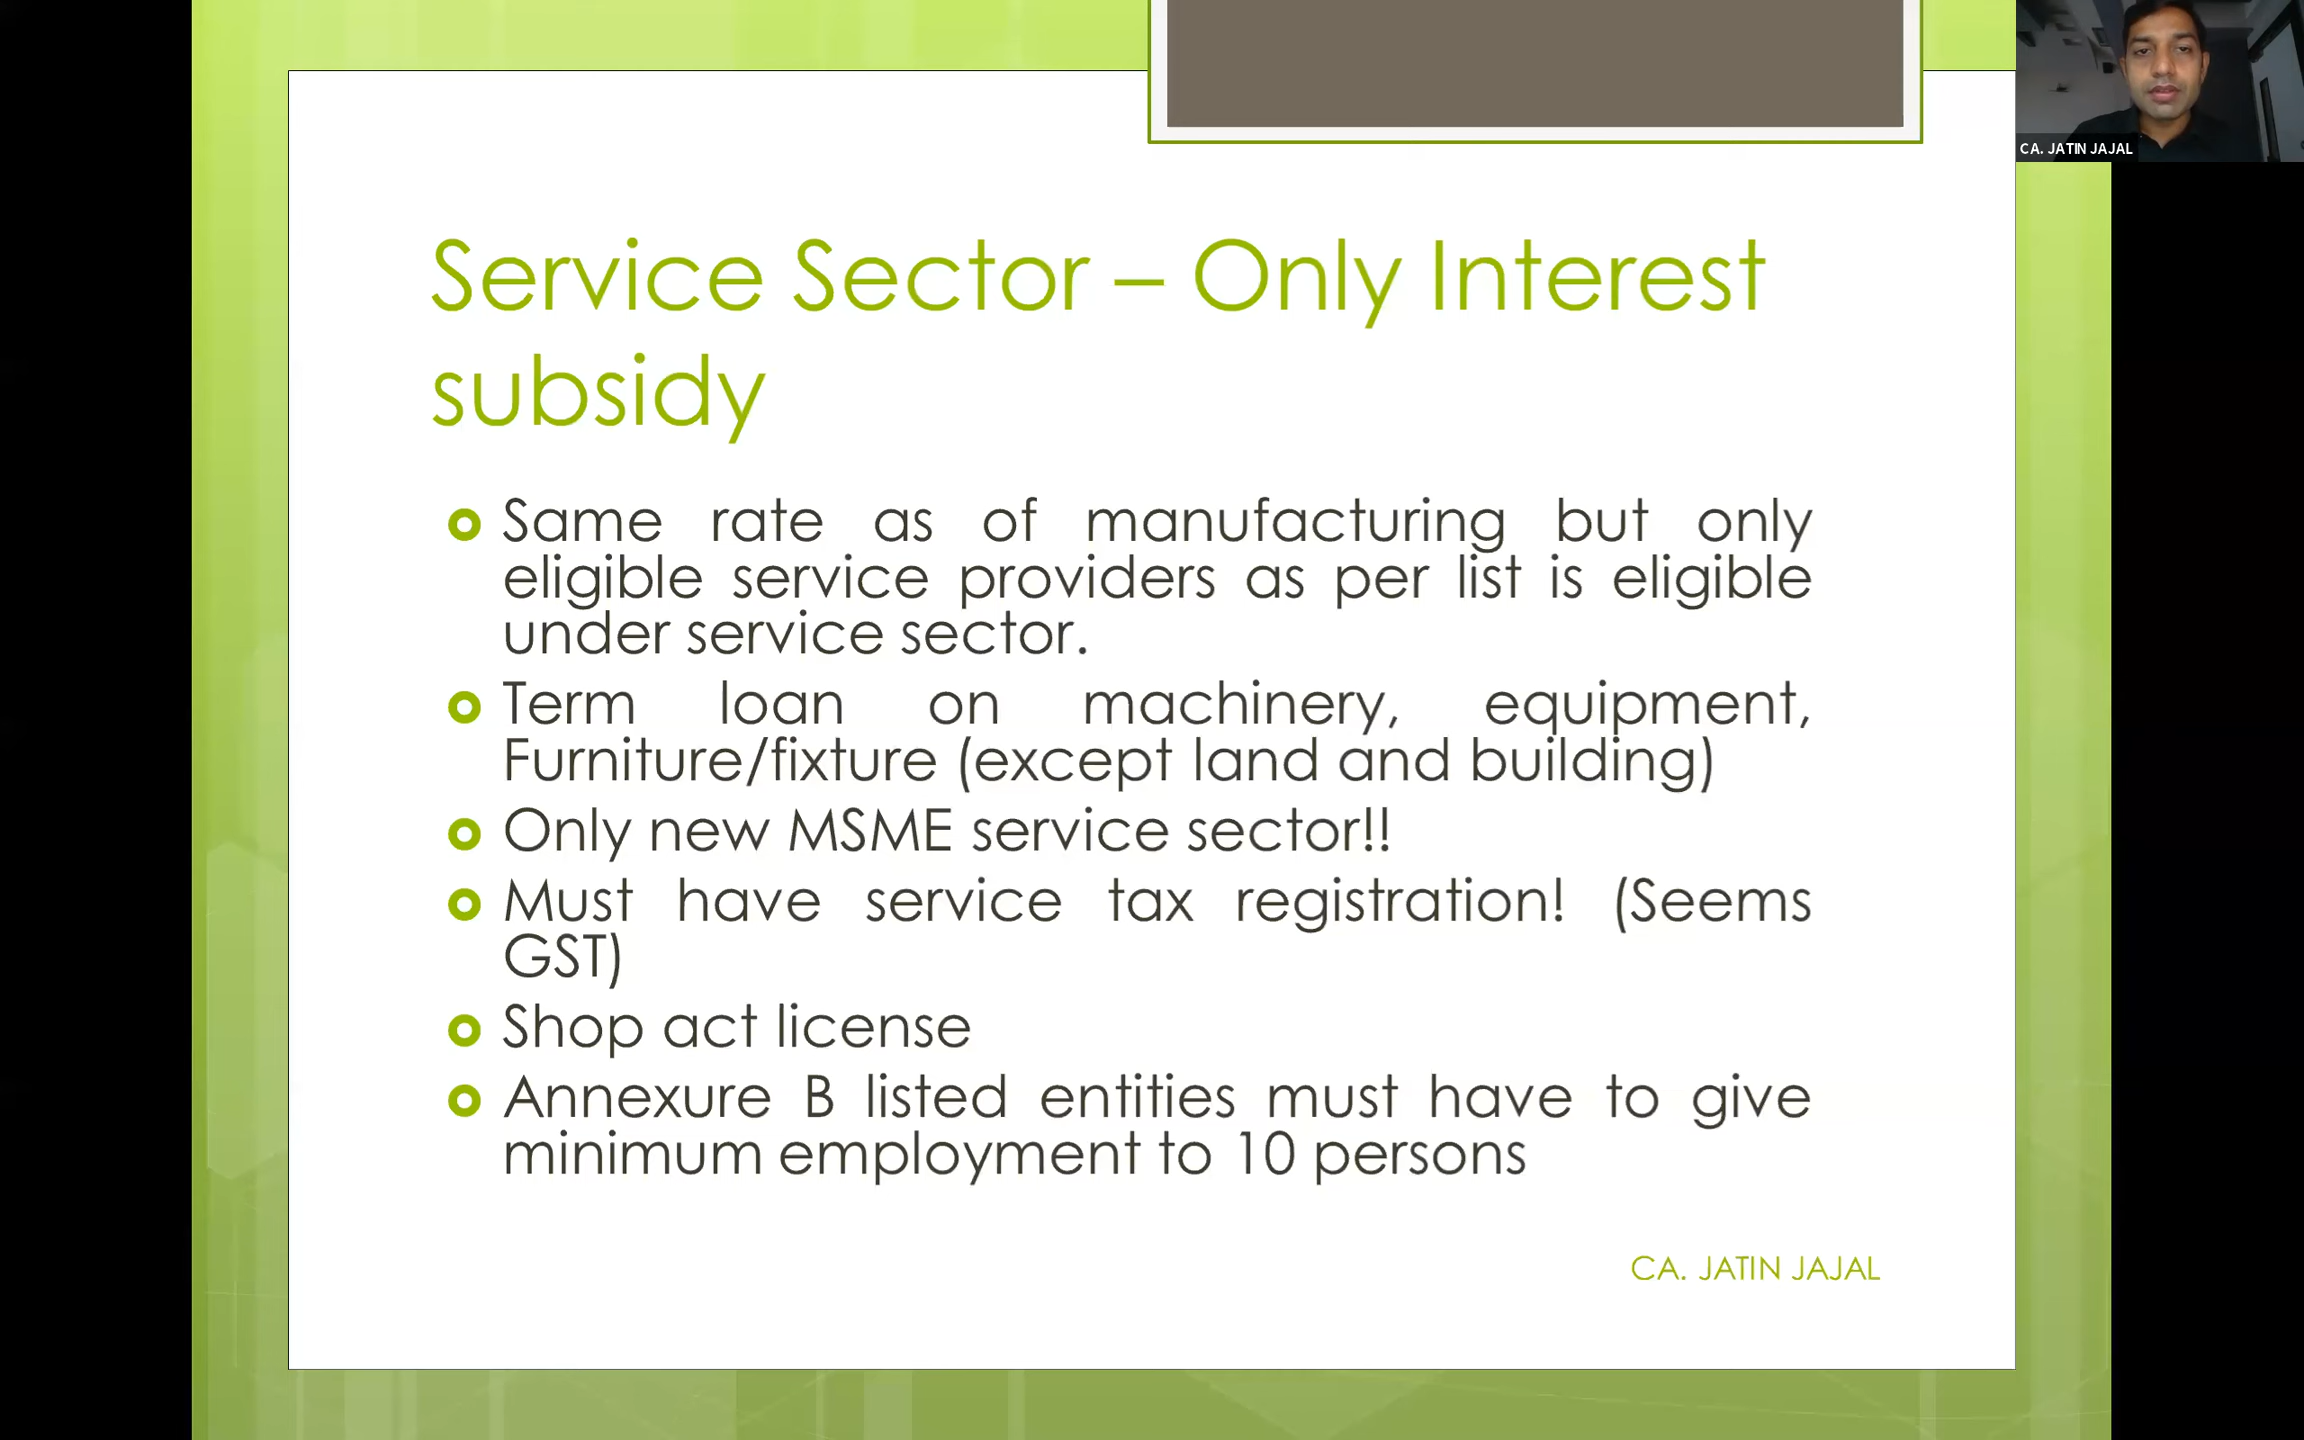 CA. JATIN JAJAL
Service Sector – Only Interest
subsidy
Same rate as of manufacturing but only
eligible service providers as per list is eligible
under service sector.
Term loan on machinery, equipment,
Furniture/fixture (except land and building)
Only new MSME service sector!!
Must have service tax registration! (Seems
GST)
Shop act license
Annexure B listed entities must have to give
minimum employment to 10 persons
CA. JATIN JAJAL